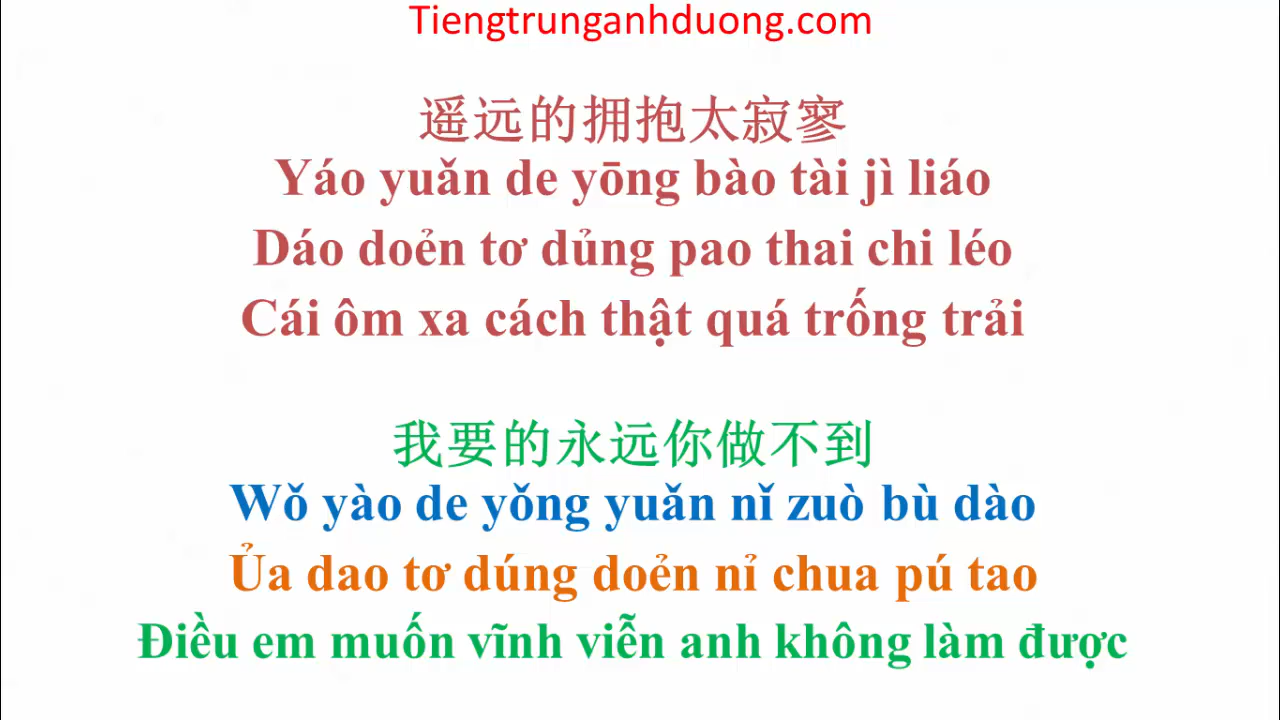 Tiengtrunganhduong.com
遥远的拥抱太寂寥
Yáo yuǎn de yōng bào tài jì liáo
Dáo doẻn tơ dủng pao thai chi léo
Cái ôm xa cách thật quá trống trải
我要的永远你做不到
Wǒ yào de yǒng yuǎn nǐ zuò bù dào
Ủa dao tơ dúng doẻn nỉ chua pú tao
Điều em muốn vĩnh viễn anh không làm được